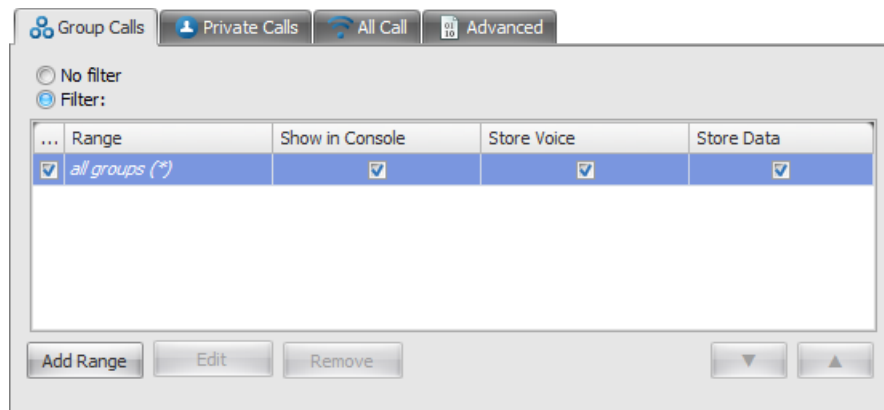 Group Calls Private Calls All Call Advanced
No filter
Filter:
... Range Show in Console Store Voice Store Data
all groups (*)
Add Range Edit Remove